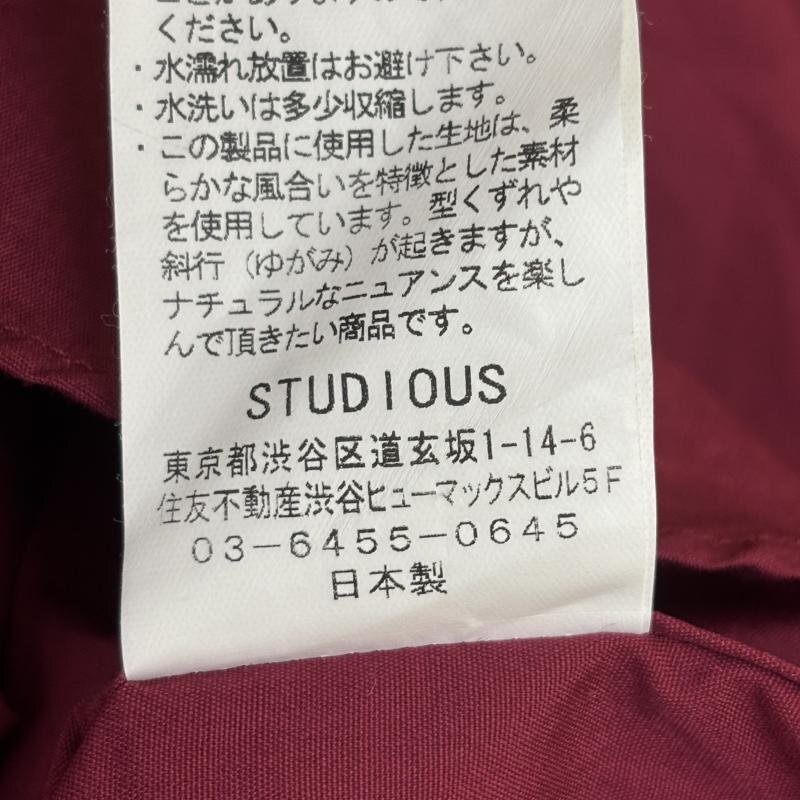 ください。
・水濡れ放置はお避け下さい。
・水洗いは多少収縮します。
・この製品に使用した生地は、柔
らかな風合いを特徴とした素材
を使用しています。型くずれや
斜行（ゆがみ）が起きますが、
ナチュラルなニュアンスを楽し
んで頂きたい商品です。
STUDIOUS
東京都渋谷区道玄坂1-14-6
住友不動産渋谷ヒューマックスビル5F
03-6455-0645
日本製